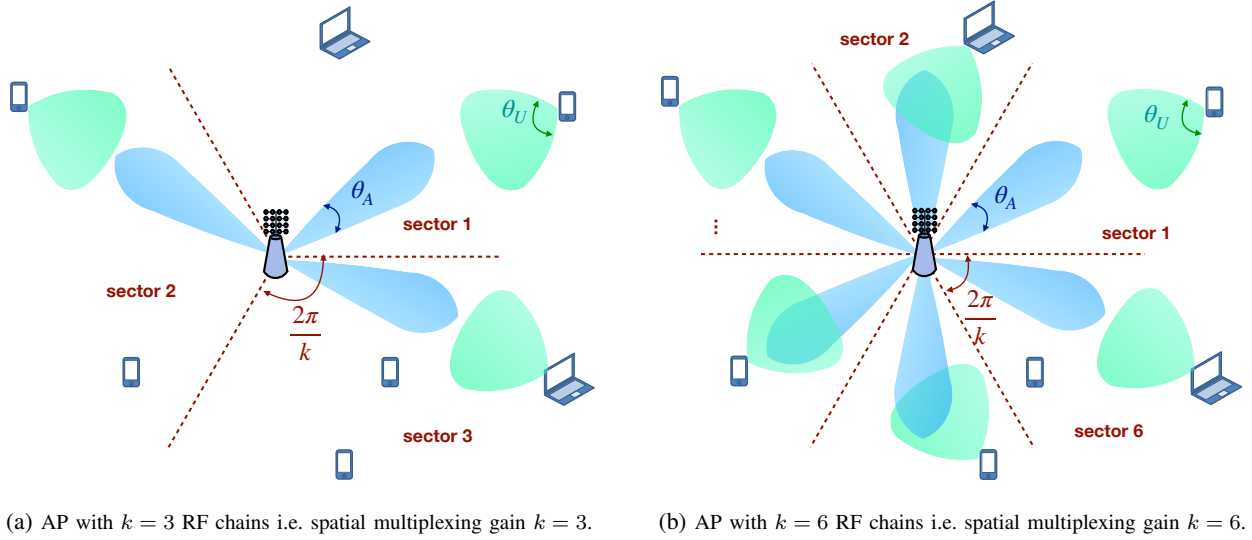 sector 1
sector 2
sector 3
θ_A
θ_U
2π
k
(a) AP with k = 3 RF chains i.e. spatial multiplexing gain k = 3.
sector 2
sector 1
sector 6
⋮
θ_A
θ_U
2π
k
(b) AP with k = 6 RF chains i.e. spatial multiplexing gain k = 6.